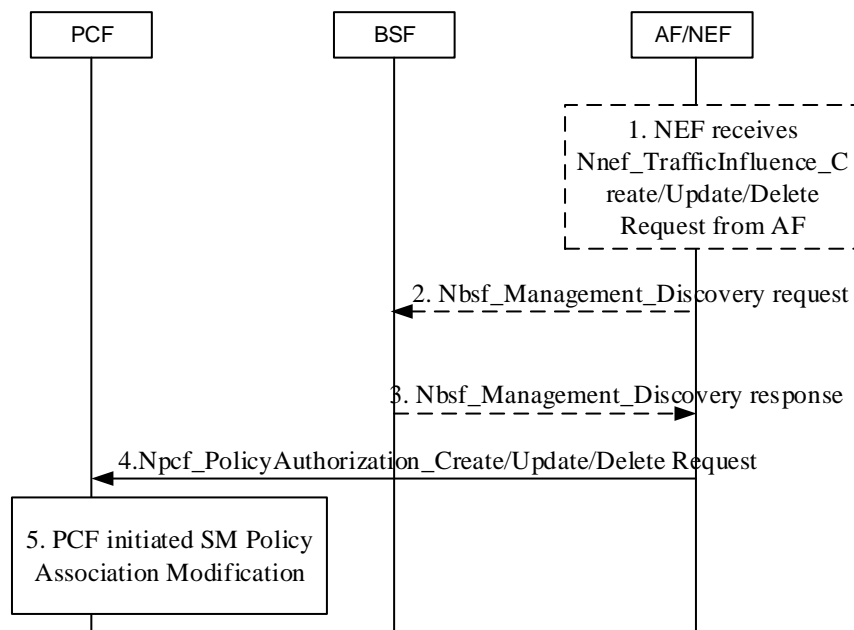 PCF
BSF
AF/NEF
1. NEF receives
Nnef_TrafficInfluence_C
reate/Update/Delete
Request from AF
2. Nbsf_Management_Discovery request
3. Nbsf_Management_Discovery response
4.Npcf_PolicyAuthorization_Create/Update/Delete Request
5. PCF initiated SM Policy
Association Modification